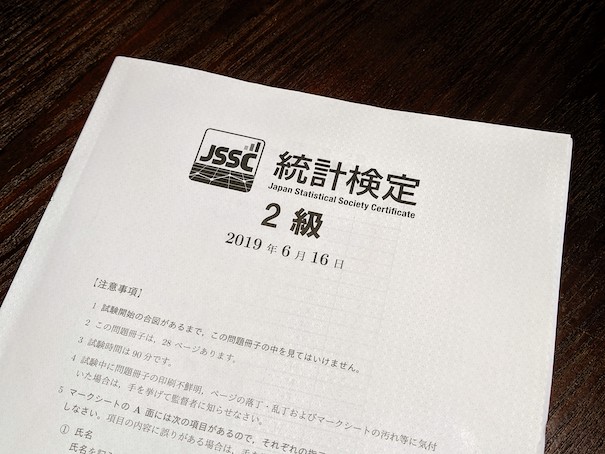 JSSC
統計検定
Japan Statistical Society Certificate
2 級
2019 年 6 月 16 日
【注意事項】
1 試験開始の合図があるまで，この問題冊子の中を見てはいけません。
2 この問題冊子は，28 ページあります。
3 試験時間は 90 分です。
4 試験中に問題冊子の印刷不鮮明，ページの落丁・乱丁およびマークシートの汚れ等に気付
いた場合は，手を挙げて監督者に知らせなさい。
5 マークシートの A 面には次の項目があるので，それぞれの指
しなさい。項目の内容に誤りがある場合は，手を
① 氏名
氏名を